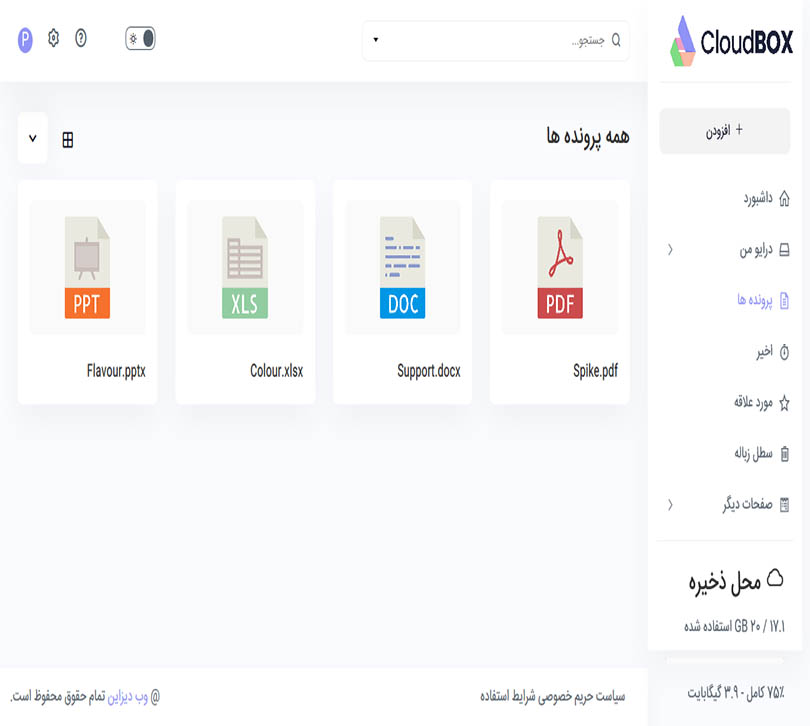 CloudBOX
جستجو...
P
+ افزودن
داشبورد
درایو من
پرونده ها
اخیر
مورد علاقه
سطل زباله
صفحات دیگر
محل ذخیره
۱۷.۱ / ۲۰ GB استفاده شده
۷۵٪ کامل - ۳.۹ گیگابایت
همه پرونده ها
PDF
Spike.pdf
DOC
Support.docx
XLS
Colour.xlsx
PPT
Flavour.pptx
سیاست حریم خصوصی شرایط استفاده
@ وب دیزاین تمام حقوق محفوظ است.